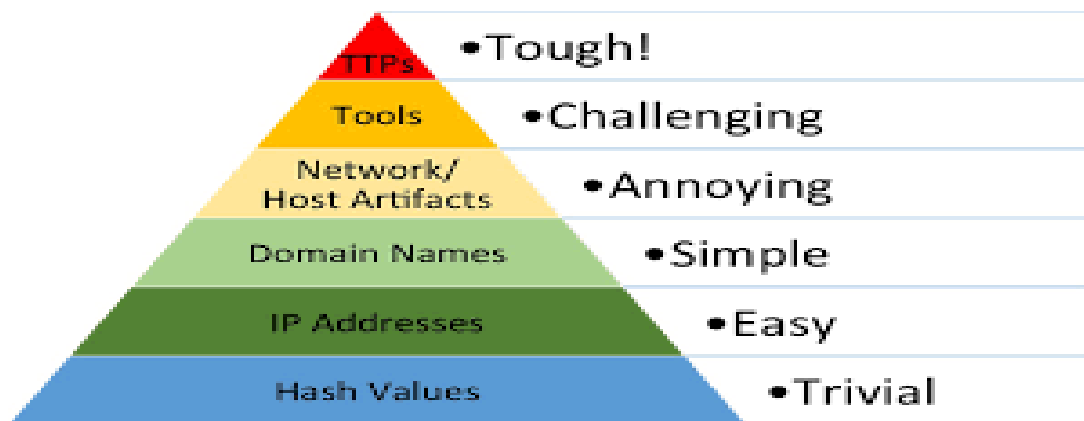 TTPs
•Tough!
Tools
•Challenging
Network/
Host Artifacts
•Annoying
Domain Names
•Simple
IP Addresses
•Easy
Hash Values
•Trivial